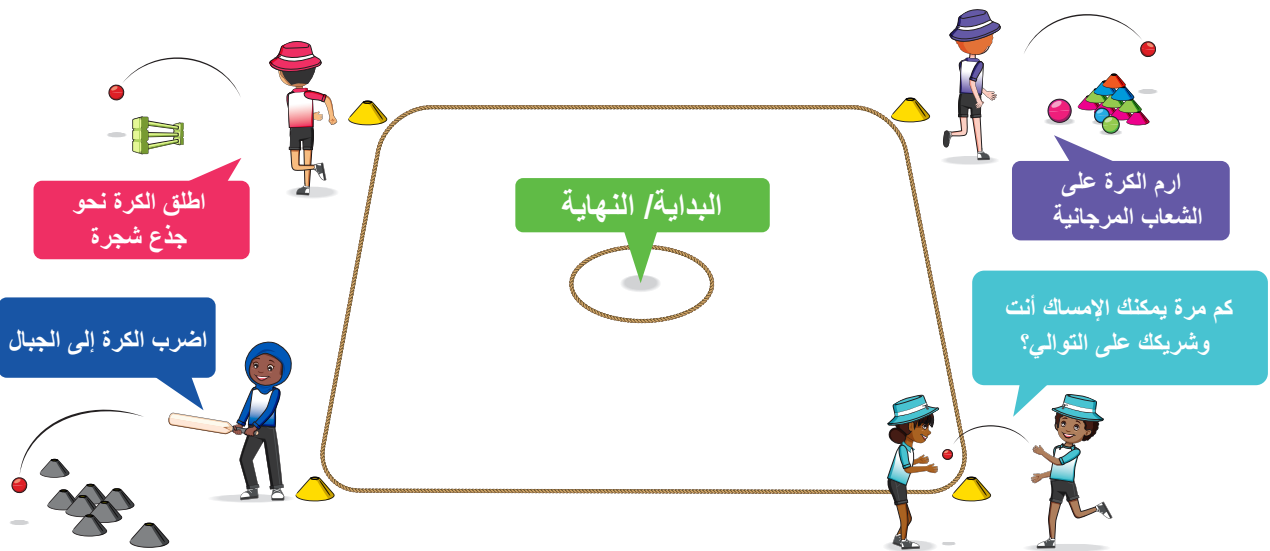 ارم الكرة على
الشعاب المرجانية
البداية/ النهاية
اطلق الكرة نحو
جذع شجرة
كم مرة يمكنك الإمساك أنت
وشريكك على التوالي؟
اضرب الكرة إلى الجبال